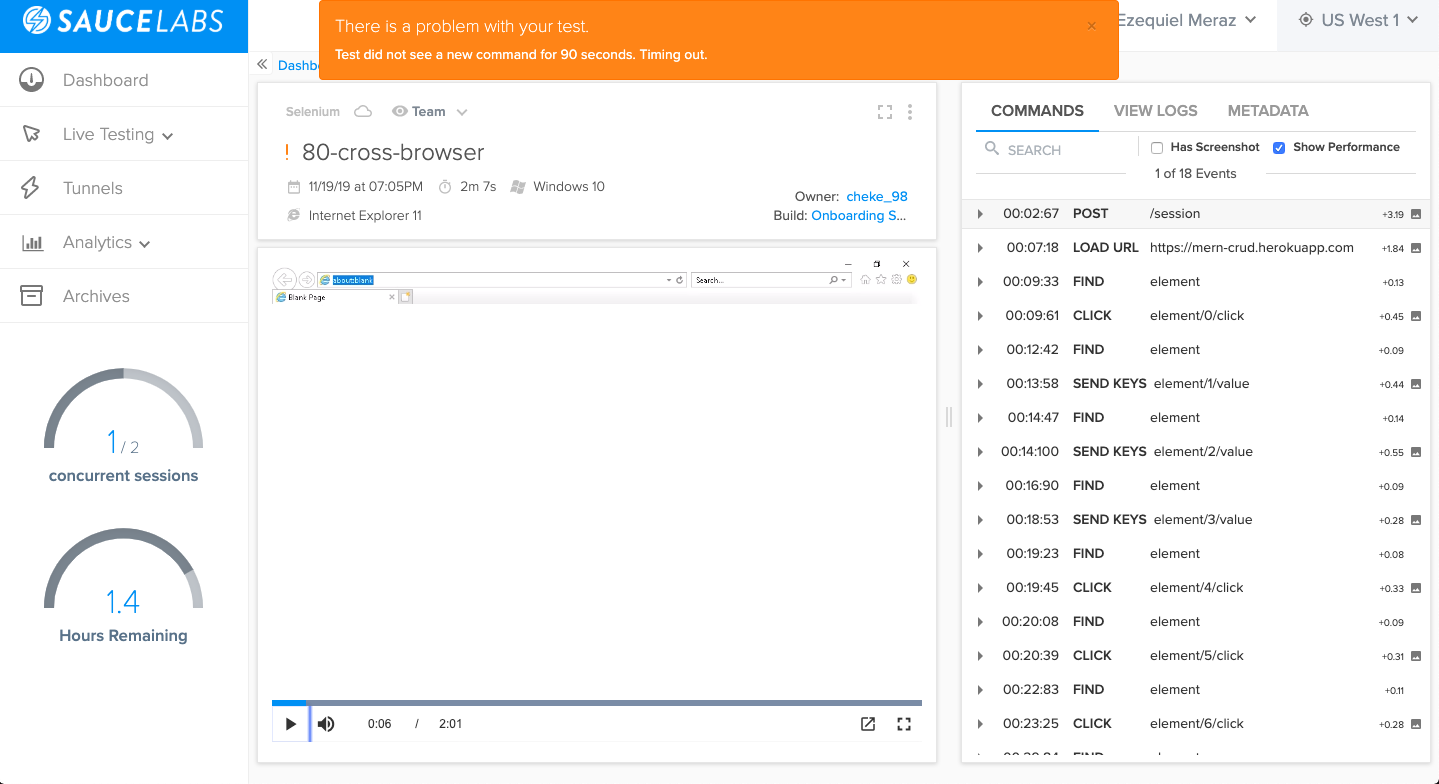 SAUCELABS
There is a problem with your test.
×
Test did not see a new command for 90 seconds. Timing out.
Ezequiel Meraz
US West 1
Dashboard
Live Testing
Tunnels
Analytics
Archives
1 / 2
concurrent sessions
1.4
Hours Remaining
Selenium Team
! 80-cross-browser
11/19/19 at 07:05PM 2m 7s Windows 10
Internet Explorer 11
Owner: cheke_98
Build: Onboarding S...
about:blank
Search...
Blank Page
0:06 / 2:01
COMMANDS VIEW LOGS METADATA
SEARCH
Has Screenshot Show Performance
1 of 18 Events
00:02:67 POST /session +3.19
00:07:18 LOAD URL https://mern-crud.herokuapp.com +1.84
00:09:33 FIND element +0.13
00:09:61 CLICK element/0/click +0.45
00:12:42 FIND element +0.09
00:13:58 SEND KEYS element/1/value +0.44
00:14:47 FIND element +0.14
00:14:100 SEND KEYS element/2/value +0.55
00:16:90 FIND element +0.09
00:18:53 SEND KEYS element/3/value +0.28
00:19:23 FIND element +0.08
00:19:45 CLICK element/4/click +0.33
00:20:08 FIND element +0.09
00:20:39 CLICK element/5/click +0.31
00:22:83 FIND element +0.11
00:23:25 CLICK element/6/click +0.28